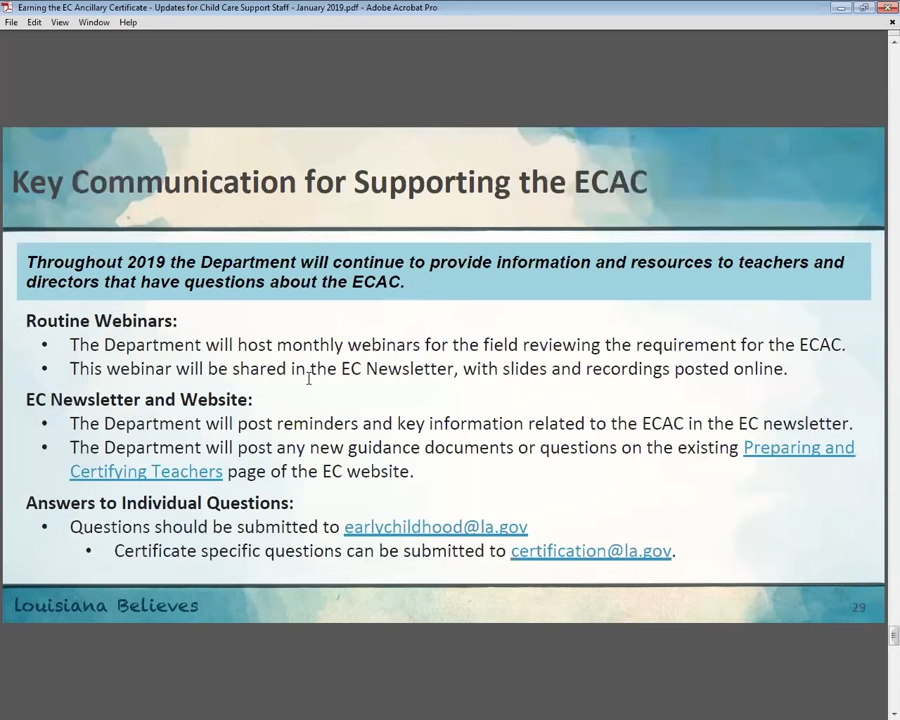 Earning the EC Ancillary Certificate - Updates for Child Care Support Staff - January 2019.pdf - Adobe Acrobat Pro
File Edit View Window Help
Key Communication for Supporting the ECAC
Throughout 2019 the Department will continue to provide information and resources to teachers and
directors that have questions about the ECAC.
Routine Webinars:
• The Department will host monthly webinars for the field reviewing the requirement for the ECAC.
• This webinar will be shared in the EC Newsletter, with slides and recordings posted online.
EC Newsletter and Website:
• The Department will post reminders and key information related to the ECAC in the EC newsletter.
• The Department will post any new guidance documents or questions on the existing Preparing and
Certifying Teachers page of the EC website.
Answers to Individual Questions:
• Questions should be submitted to earlychildhood@la.gov
• Certificate specific questions can be submitted to certification@la.gov.
Louisiana Believes
29